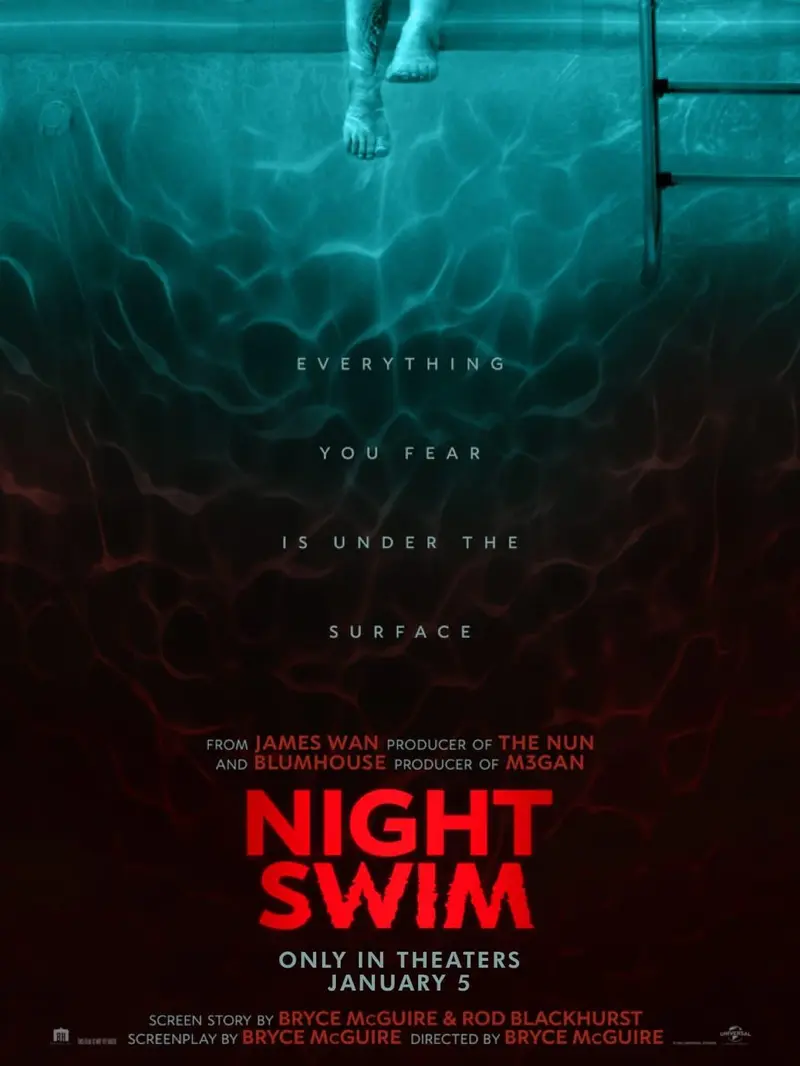 EVERYTHING
YOU FEAR
IS UNDER THE
SURFACE
FROM JAMES WAN PRODUCER OF THE NUN
AND BLUMHOUSE PRODUCER OF M3GAN
NIGHT
SWIM
ONLY IN THEATERS
JANUARY 5
SCREEN STORY BY BRYCE McGUIRE & ROD BLACKHURST
SCREENPLAY BY BRYCE McGUIRE DIRECTED BY BRYCE McGUIRE
UNIVERSAL